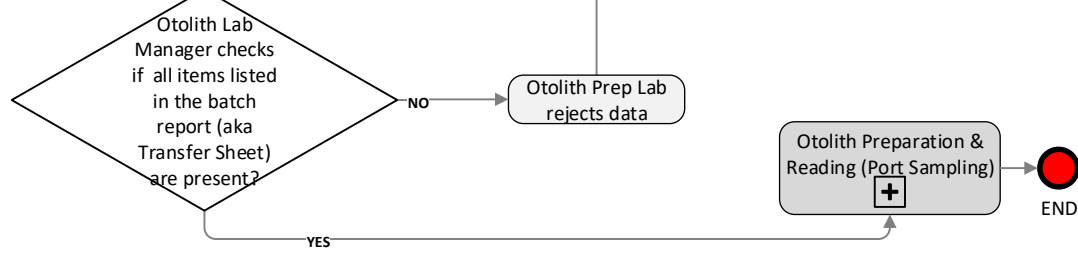 Otolith Lab
Manager checks
if all items listed
in the batch
report (aka
Transfer Sheet)
are present?
NO
Otolith Prep Lab
rejects data
Otolith Preparation &
Reading (Port Sampling)
END
YES